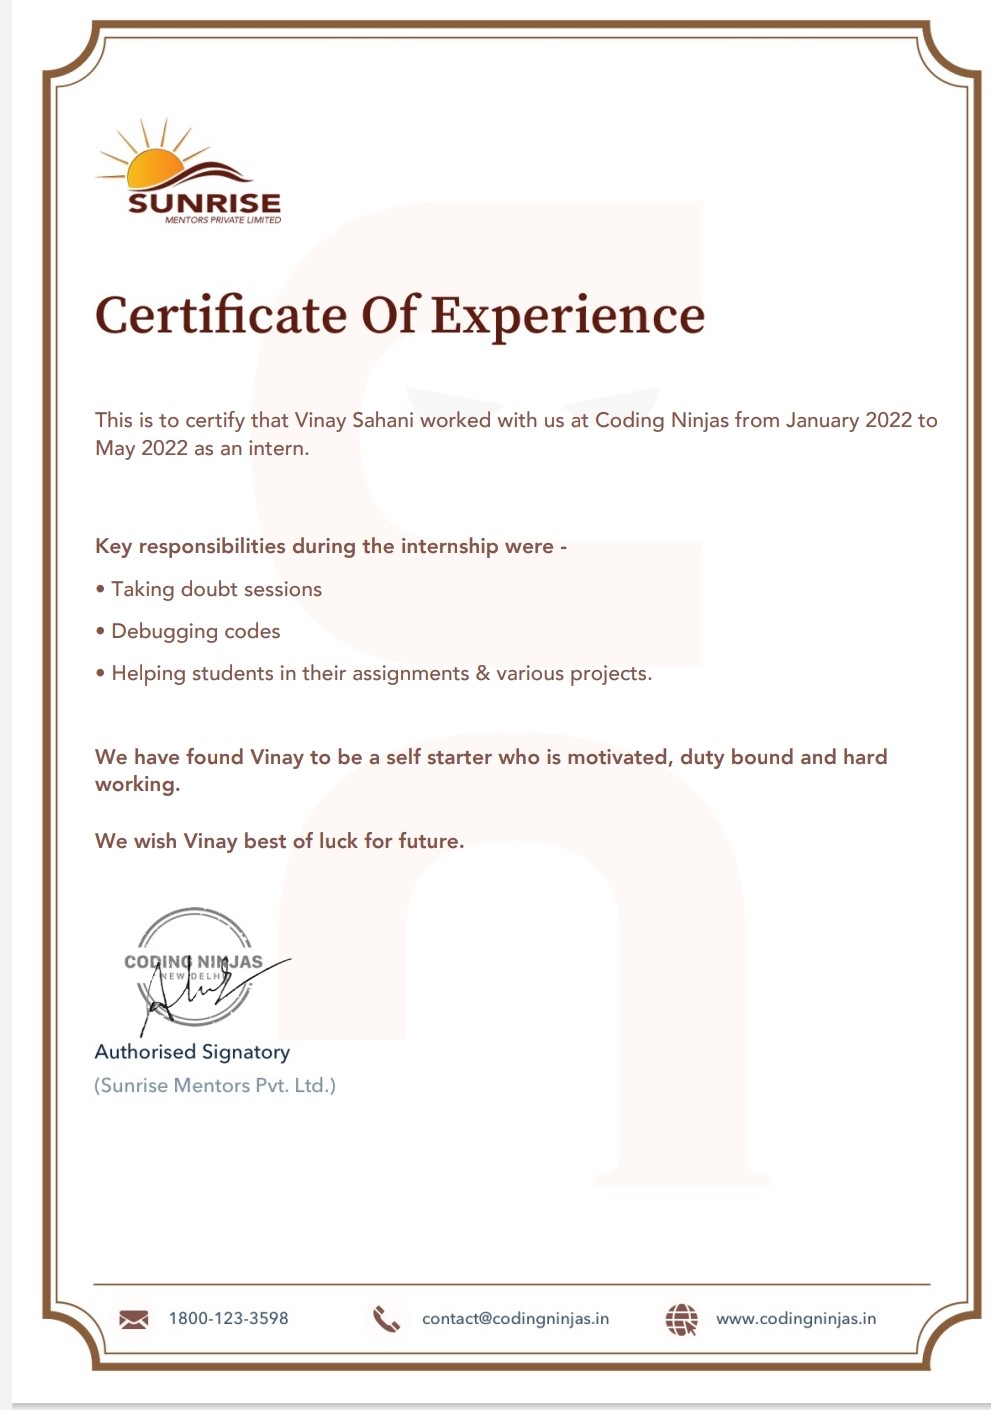 SUNRISE
MENTORS PRIVATE LIMITED
Certificate Of Experience
This is to certify that Vinay Sahani worked with us at Coding Ninjas from January 2022 to
May 2022 as an intern.
Key responsibilities during the internship were -
• Taking doubt sessions
• Debugging codes
• Helping students in their assignments & various projects.
We have found Vinay to be a self starter who is motivated, duty bound and hard
working.
We wish Vinay best of luck for future.
CODING NINJAS
NEW DELHI
Authorised Signatory
(Sunrise Mentors Pvt. Ltd.)
1800-123-3598 contact@codingninjas.in www.codingninjas.in